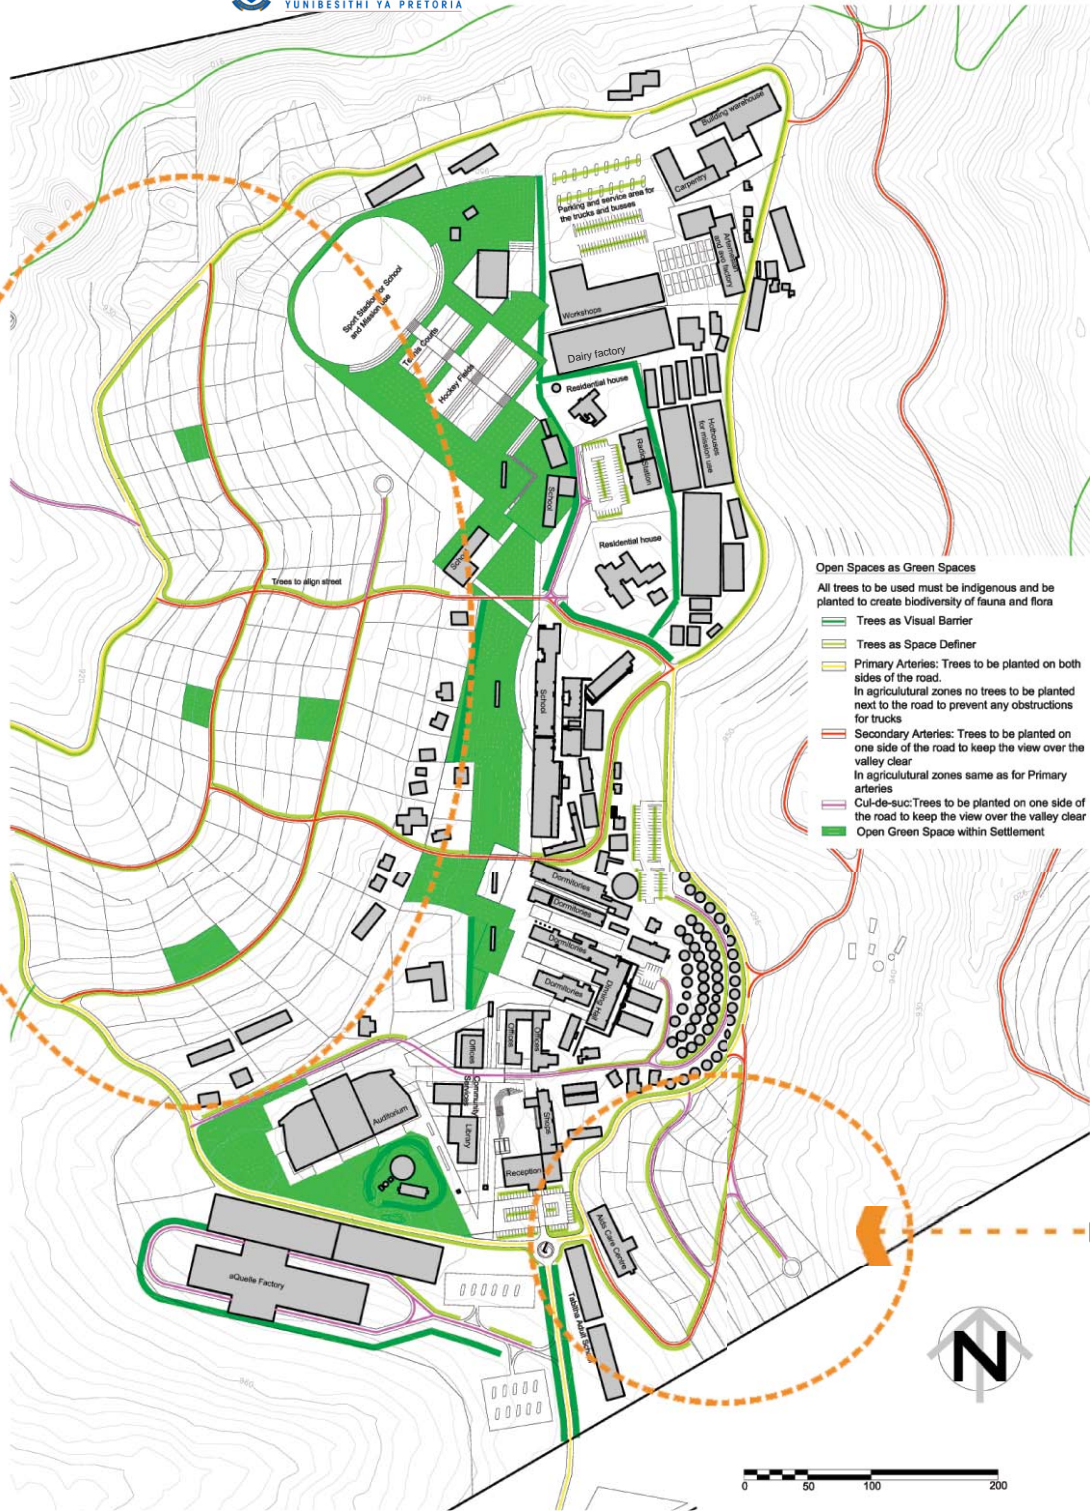 YUNIBESITHI YA PRETORIA
Building warehouse
Carpentry
Parking and service area for
the trucks and busses
Artemesian
and avo factory
Workshops
Dairy factory
Sport Stadion for School
and Mission use
Tennis Courts
Hockey Fields
Residential house
Radio Station
Hothouses
for mission use
School
School
Residential house
Trees to align street
School
Dormitories
Dormitories
Dormitories
Dormitories
Dinning Hall
Offices
Offices
Offices
Community
Services
Library
Shops
Auditorium
Reception
Aids Care Centre
aQuelle Factory
Tabitha Adult School
Open Spaces as Green Spaces
All trees to be used must be indigenous and be
planted to create biodiversity of fauna and flora
Trees as Visual Barrier
Trees as Space Definer
Primary Arteries: Trees to be planted on both
sides of the road.
In agriculutural zones no trees to be planted
next to the road to prevent any obstructions
for trucks
Secondary Arteries: Trees to be planted on
one side of the road to keep the view over the
valley clear
In agriculutural zones same as for Primary
arteries
Cul-de-suc:Trees to be planted on one side of
the road to keep the view over the valley clear
Open Green Space within Settlement
920
N
0 50 100 200